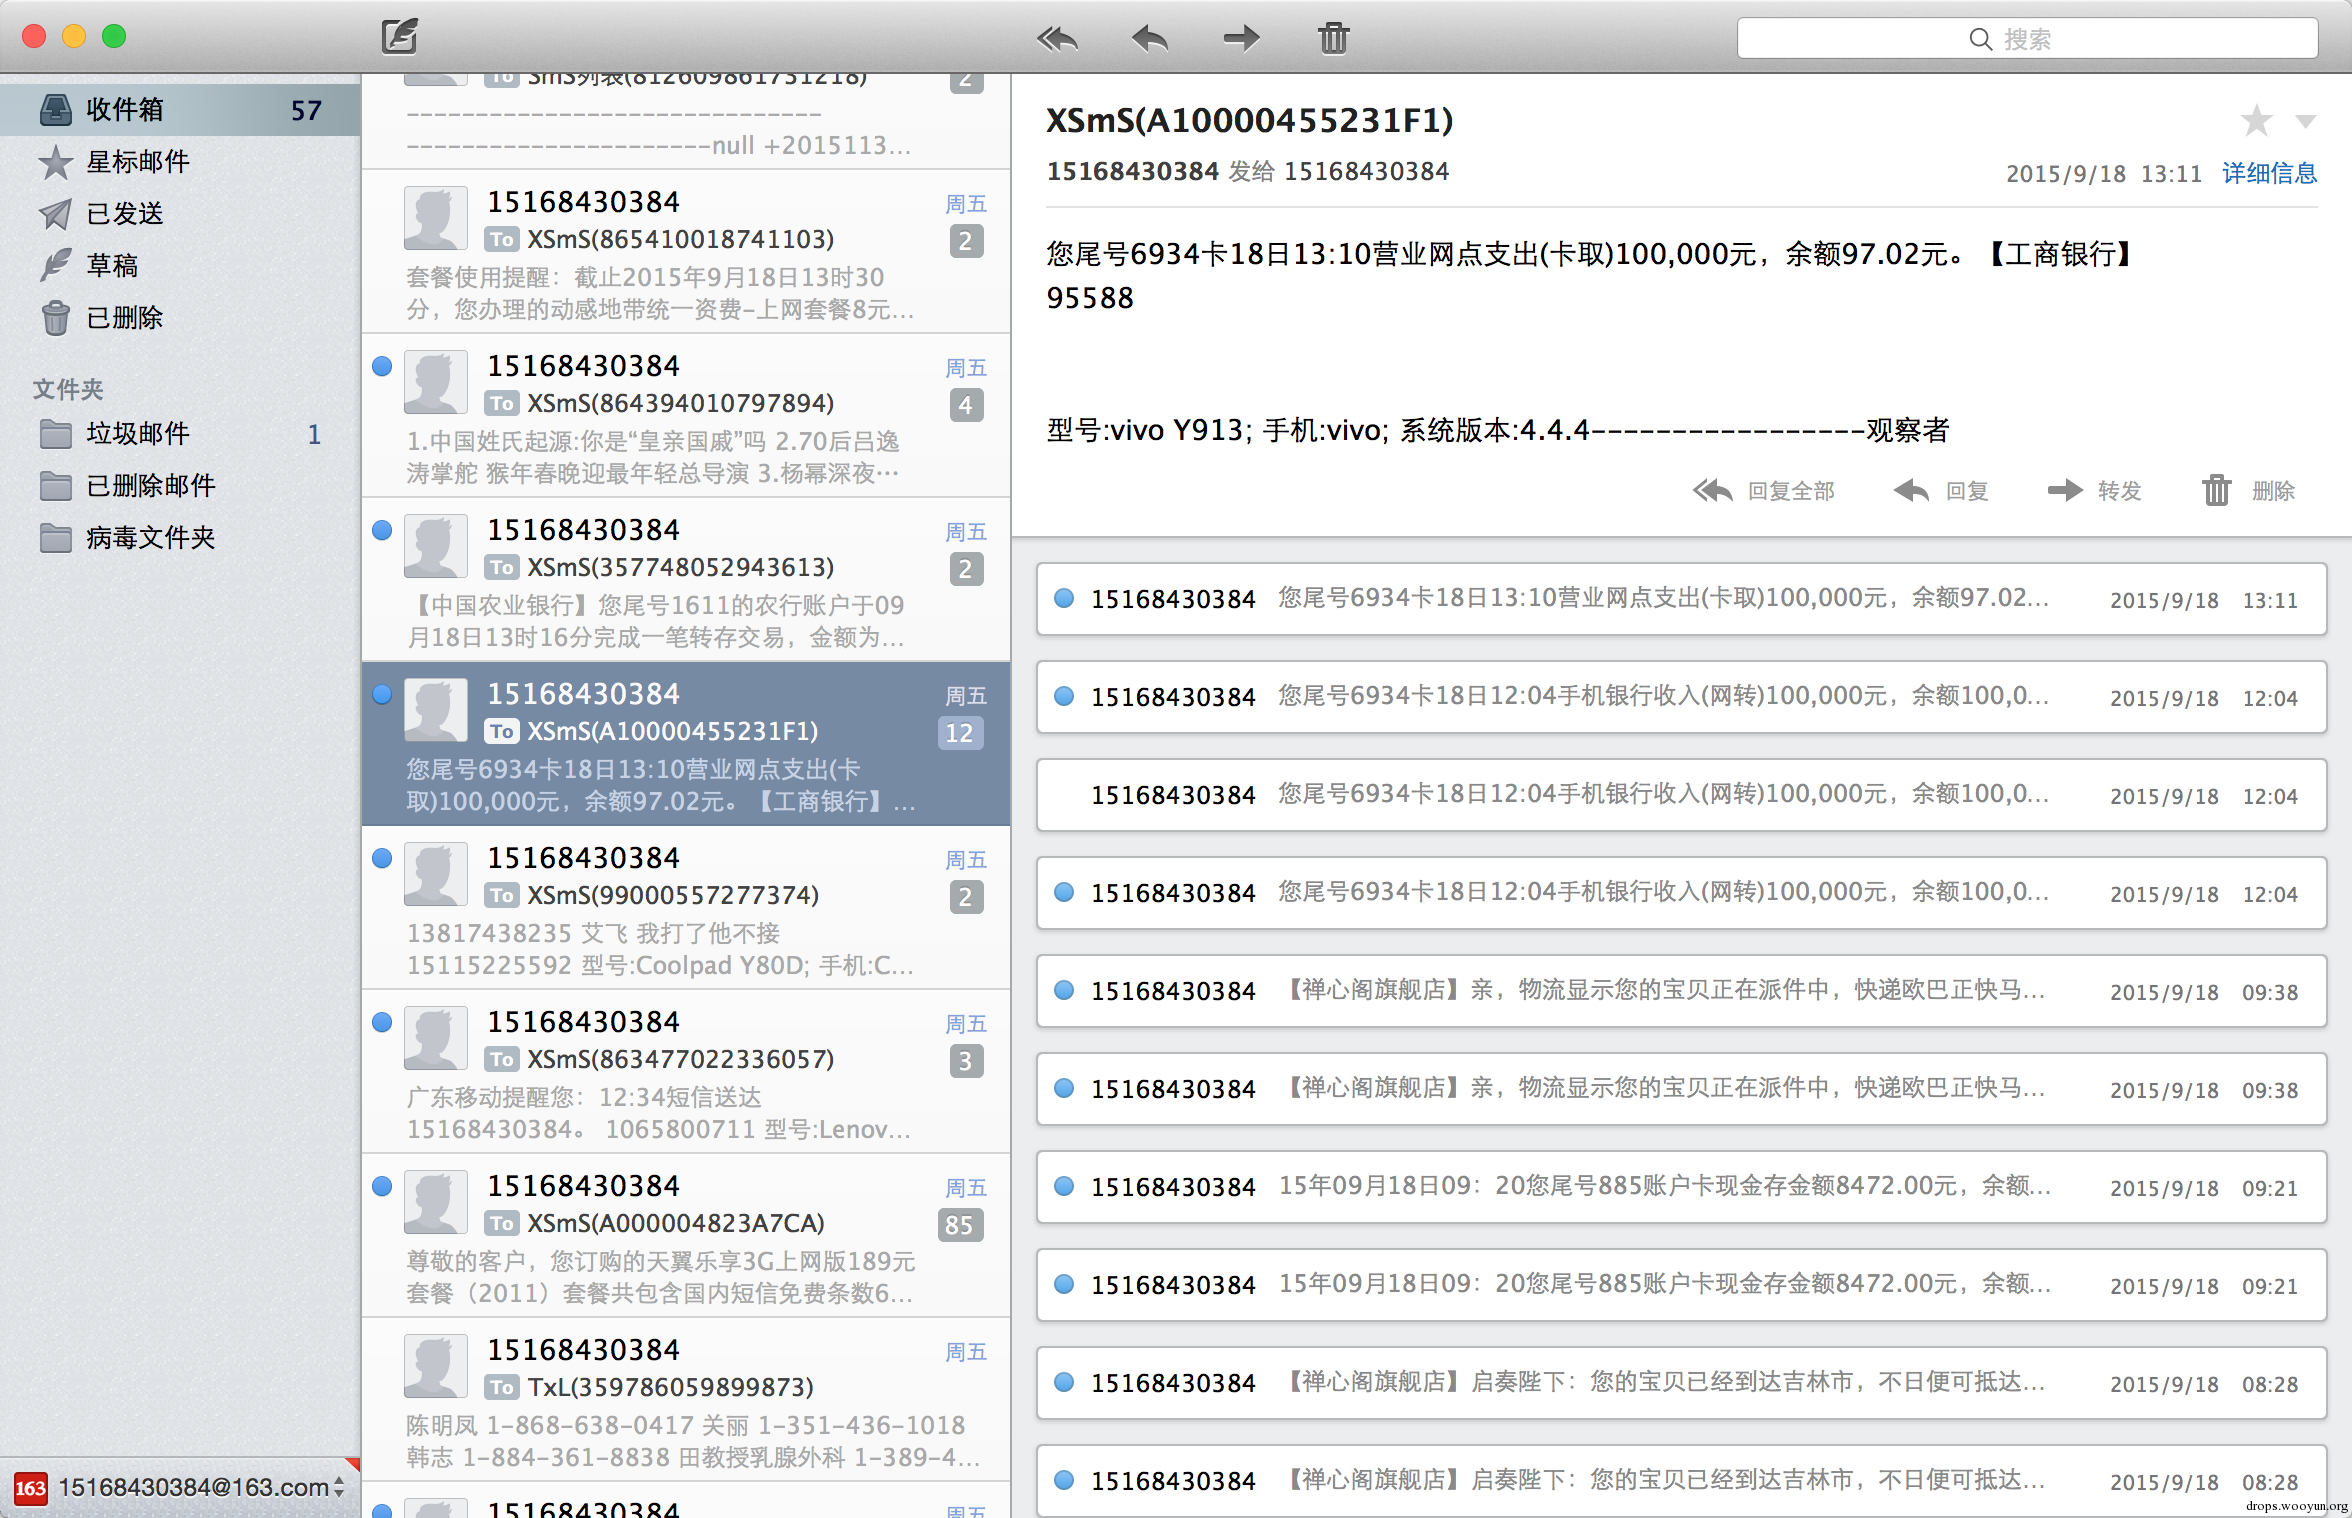 搜索
收件箱 57
星标邮件
已发送
草稿
已删除
文件夹
垃圾邮件 1
已删除邮件
病毒文件夹
163 15168430384@163.com
To SmS列表(812609861731218) 2
------------------------------
----------------------null +2015113...
15168430384 周五
To XSmS(865410018741103) 2
套餐使用提醒：截止2015年9月18日13时30
分，您办理的动感地带统一资费-上网套餐8元...
15168430384 周五
To XSmS(864394010797894) 4
1.中国姓氏起源:你是“皇亲国戚”吗 2.70后吕逸
涛掌舵 猴年春晚迎最年轻总导演 3.杨幂深夜...
15168430384 周五
To XSmS(357748052943613) 2
【中国农业银行】您尾号1611的农行账户于09
月18日13时16分完成一笔转存交易，金额为...
15168430384 周五
To XSmS(A10000455231F1) 12
您尾号6934卡18日13:10营业网点支出(卡
取)100,000元，余额97.02元。【工商银行】...
15168430384 周五
To XSmS(99000557277374) 2
13817438235 艾飞 我打了他不接
15115225592 型号:Coolpad Y80D; 手机:C...
15168430384 周五
To XSmS(863477022336057) 3
广东移动提醒您：12:34短信送达
15168430384。 1065800711 型号:Lenov...
15168430384 周五
To XSmS(A000004823A7CA) 85
尊敬的客户，您订购的天翼乐享3G上网版189元
套餐（2011）套餐共包含国内短信免费条数6...
15168430384 周五
To TxL(359786059899873)
陈明凤 1-868-638-0417 关丽 1-351-436-1018
韩志 1-884-361-8838 田教授乳腺外科 1-389-4...
15168430384 周五
XSmS(A10000455231F1)
15168430384 发给 15168430384 2015/9/18 13:11 详细信息
您尾号6934卡18日13:10营业网点支出(卡取)100,000元，余额97.02元。【工商银行】
95588
型号:vivo Y913; 手机:vivo; 系统版本:4.4.4-----------------观察者
回复全部 回复 转发 删除
15168430384 您尾号6934卡18日13:10营业网点支出(卡取)100,000元，余额97.02... 2015/9/18 13:11
15168430384 您尾号6934卡18日12:04手机银行收入(网转)100,000元，余额100,0... 2015/9/18 12:04
15168430384 您尾号6934卡18日12:04手机银行收入(网转)100,000元，余额100,0... 2015/9/18 12:04
15168430384 您尾号6934卡18日12:04手机银行收入(网转)100,000元，余额100,0... 2015/9/18 12:04
15168430384 【禅心阁旗舰店】亲，物流显示您的宝贝正在派件中，快递欧巴正快马... 2015/9/18 09:38
15168430384 【禅心阁旗舰店】亲，物流显示您的宝贝正在派件中，快递欧巴正快马... 2015/9/18 09:38
15168430384 15年09月18日09：20您尾号885账户卡现金存金额8472.00元，余额... 2015/9/18 09:21
15168430384 15年09月18日09：20您尾号885账户卡现金存金额8472.00元，余额... 2015/9/18 09:21
15168430384 【禅心阁旗舰店】启奏陛下：您的宝贝已经到达吉林市，不日便可抵达... 2015/9/18 08:28
15168430384 【禅心阁旗舰店】启奏陛下：您的宝贝已经到达吉林市，不日便可抵达... 2015/9/18 08:28
drops.wooyun.org